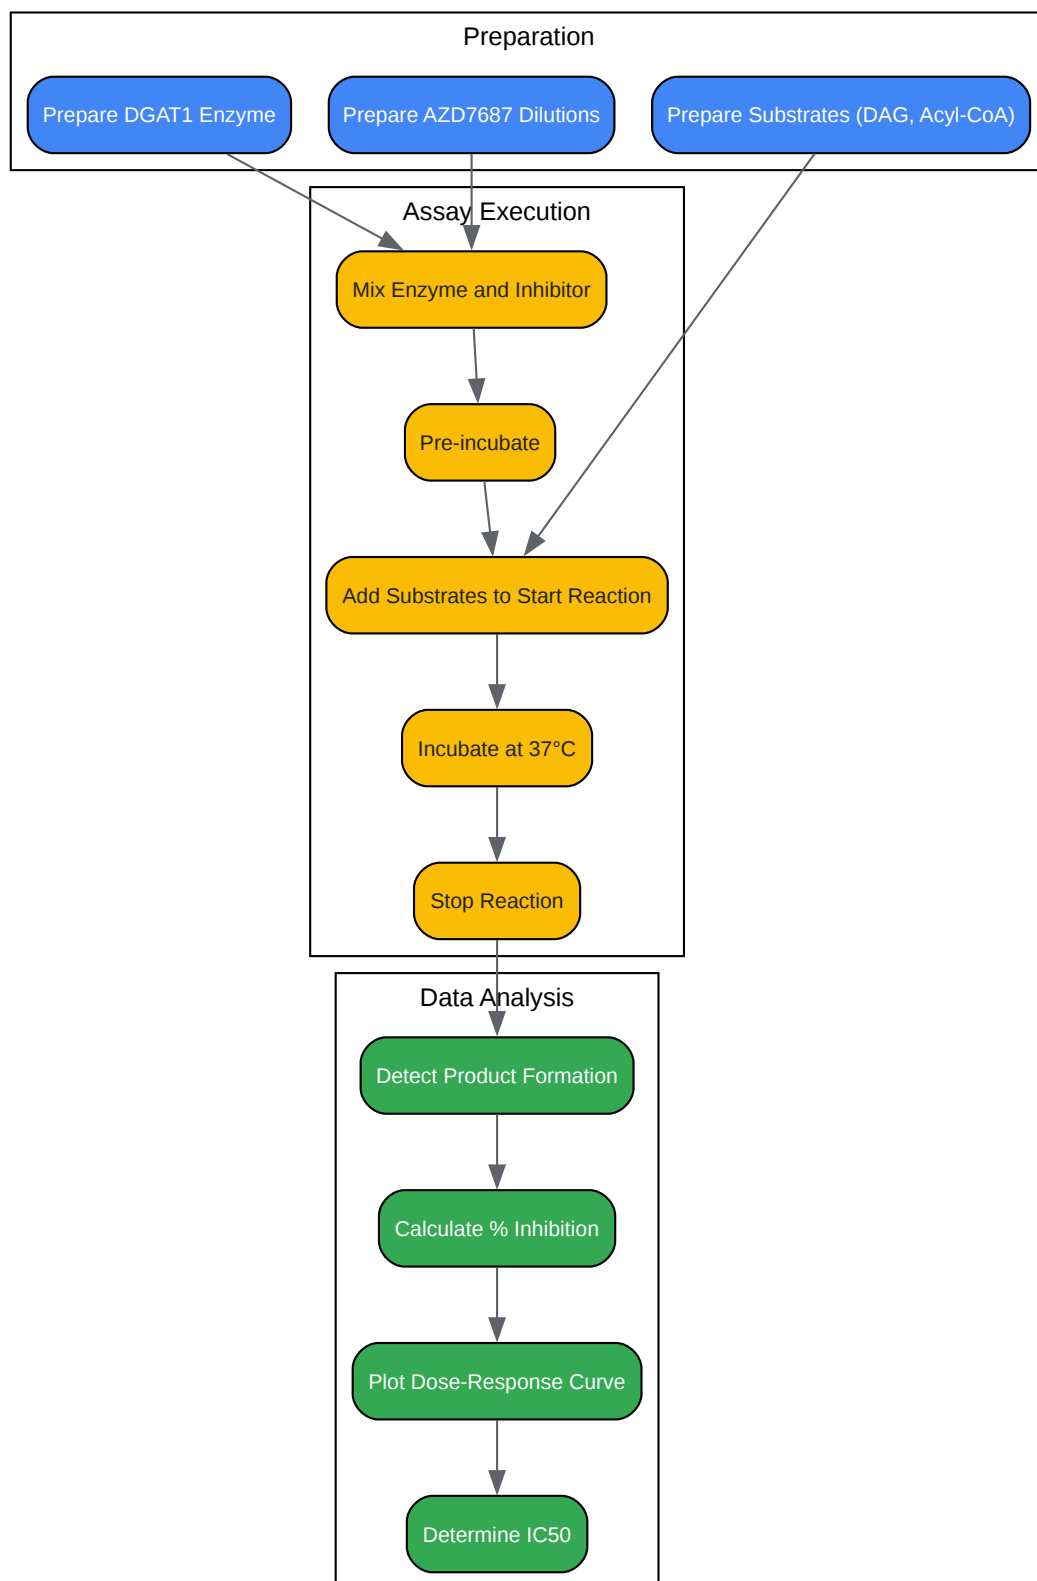 Preparation
Prepare DGAT1 Enzyme
Prepare AZD7687 Dilutions
Prepare Substrates (DAG, Acyl-CoA)
Assay Execution
Mix Enzyme and Inhibitor
Pre-incubate
Add Substrates to Start Reaction
Incubate at 37°C
Stop Reaction
Data Analysis
Detect Product Formation
Calculate % Inhibition
Plot Dose-Response Curve
Determine IC50